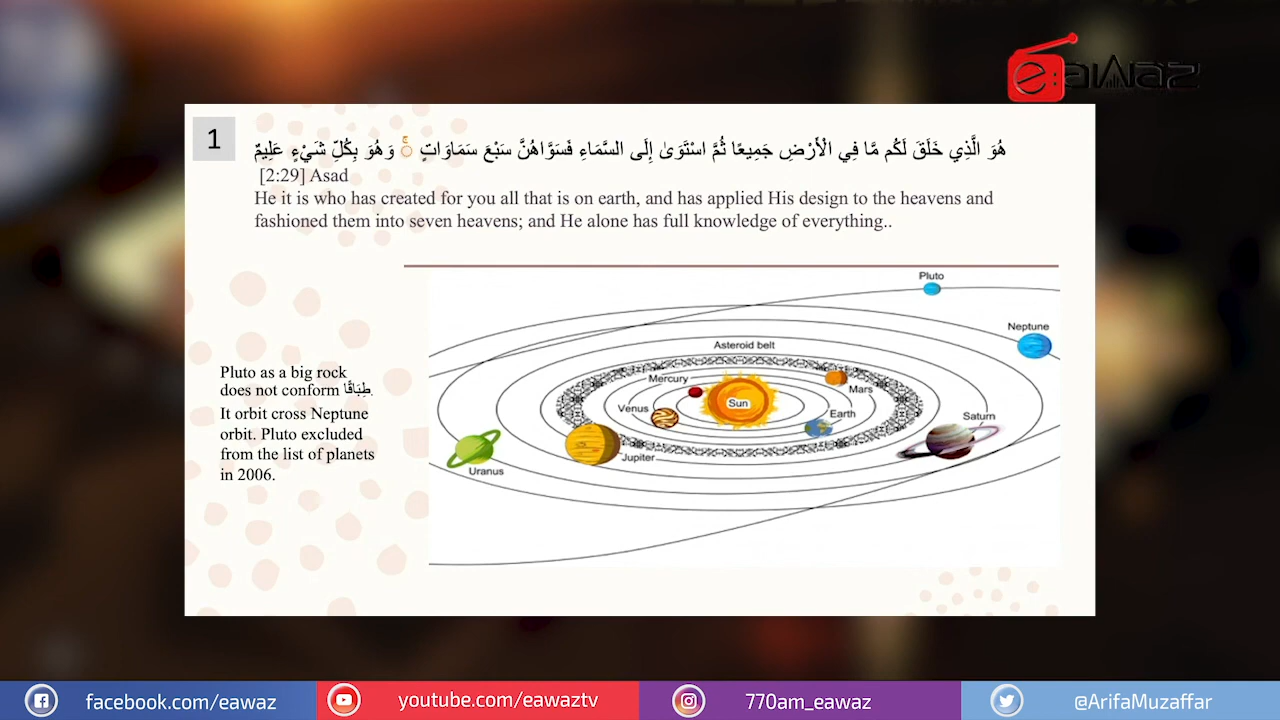 e:aWaz
1
هُوَ الَّذِي خَلَقَ لَكُم مَّا فِي الْأَرْضِ جَمِيعًا ثُمَّ اسْتَوَىٰ إِلَى السَّمَاءِ فَسَوَّاهُنَّ سَبْعَ سَمَاوَاتٍ ۚ وَهُوَ بِكُلِّ شَيْءٍ عَلِيمٌ
[2:29] Asad
He it is who has created for you all that is on earth, and has applied His design to the heavens and
fashioned them into seven heavens; and He alone has full knowledge of everything..
Pluto
Neptune
Asteroid belt
Mercury
Mars
Sun
Venus
Earth
Saturn
Jupiter
Uranus
Pluto as a big rock
does not conform طِبَاقًا.
It orbit cross Neptune
orbit. Pluto excluded
from the list of planets
in 2006.
facebook.com/eawaz
youtube.com/eawaztv
770am_eawaz
@ArifaMuzaffar